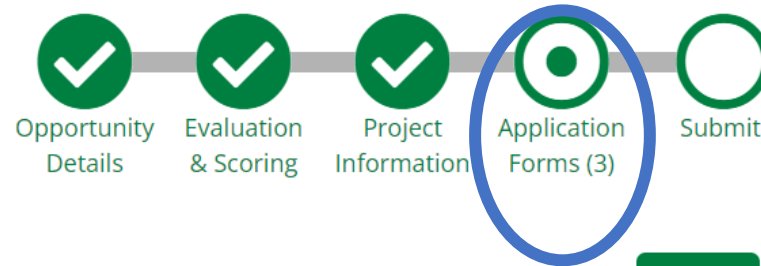 Opportunity Details
Evaluation & Scoring
Project Information
Application Forms (3)
Submit